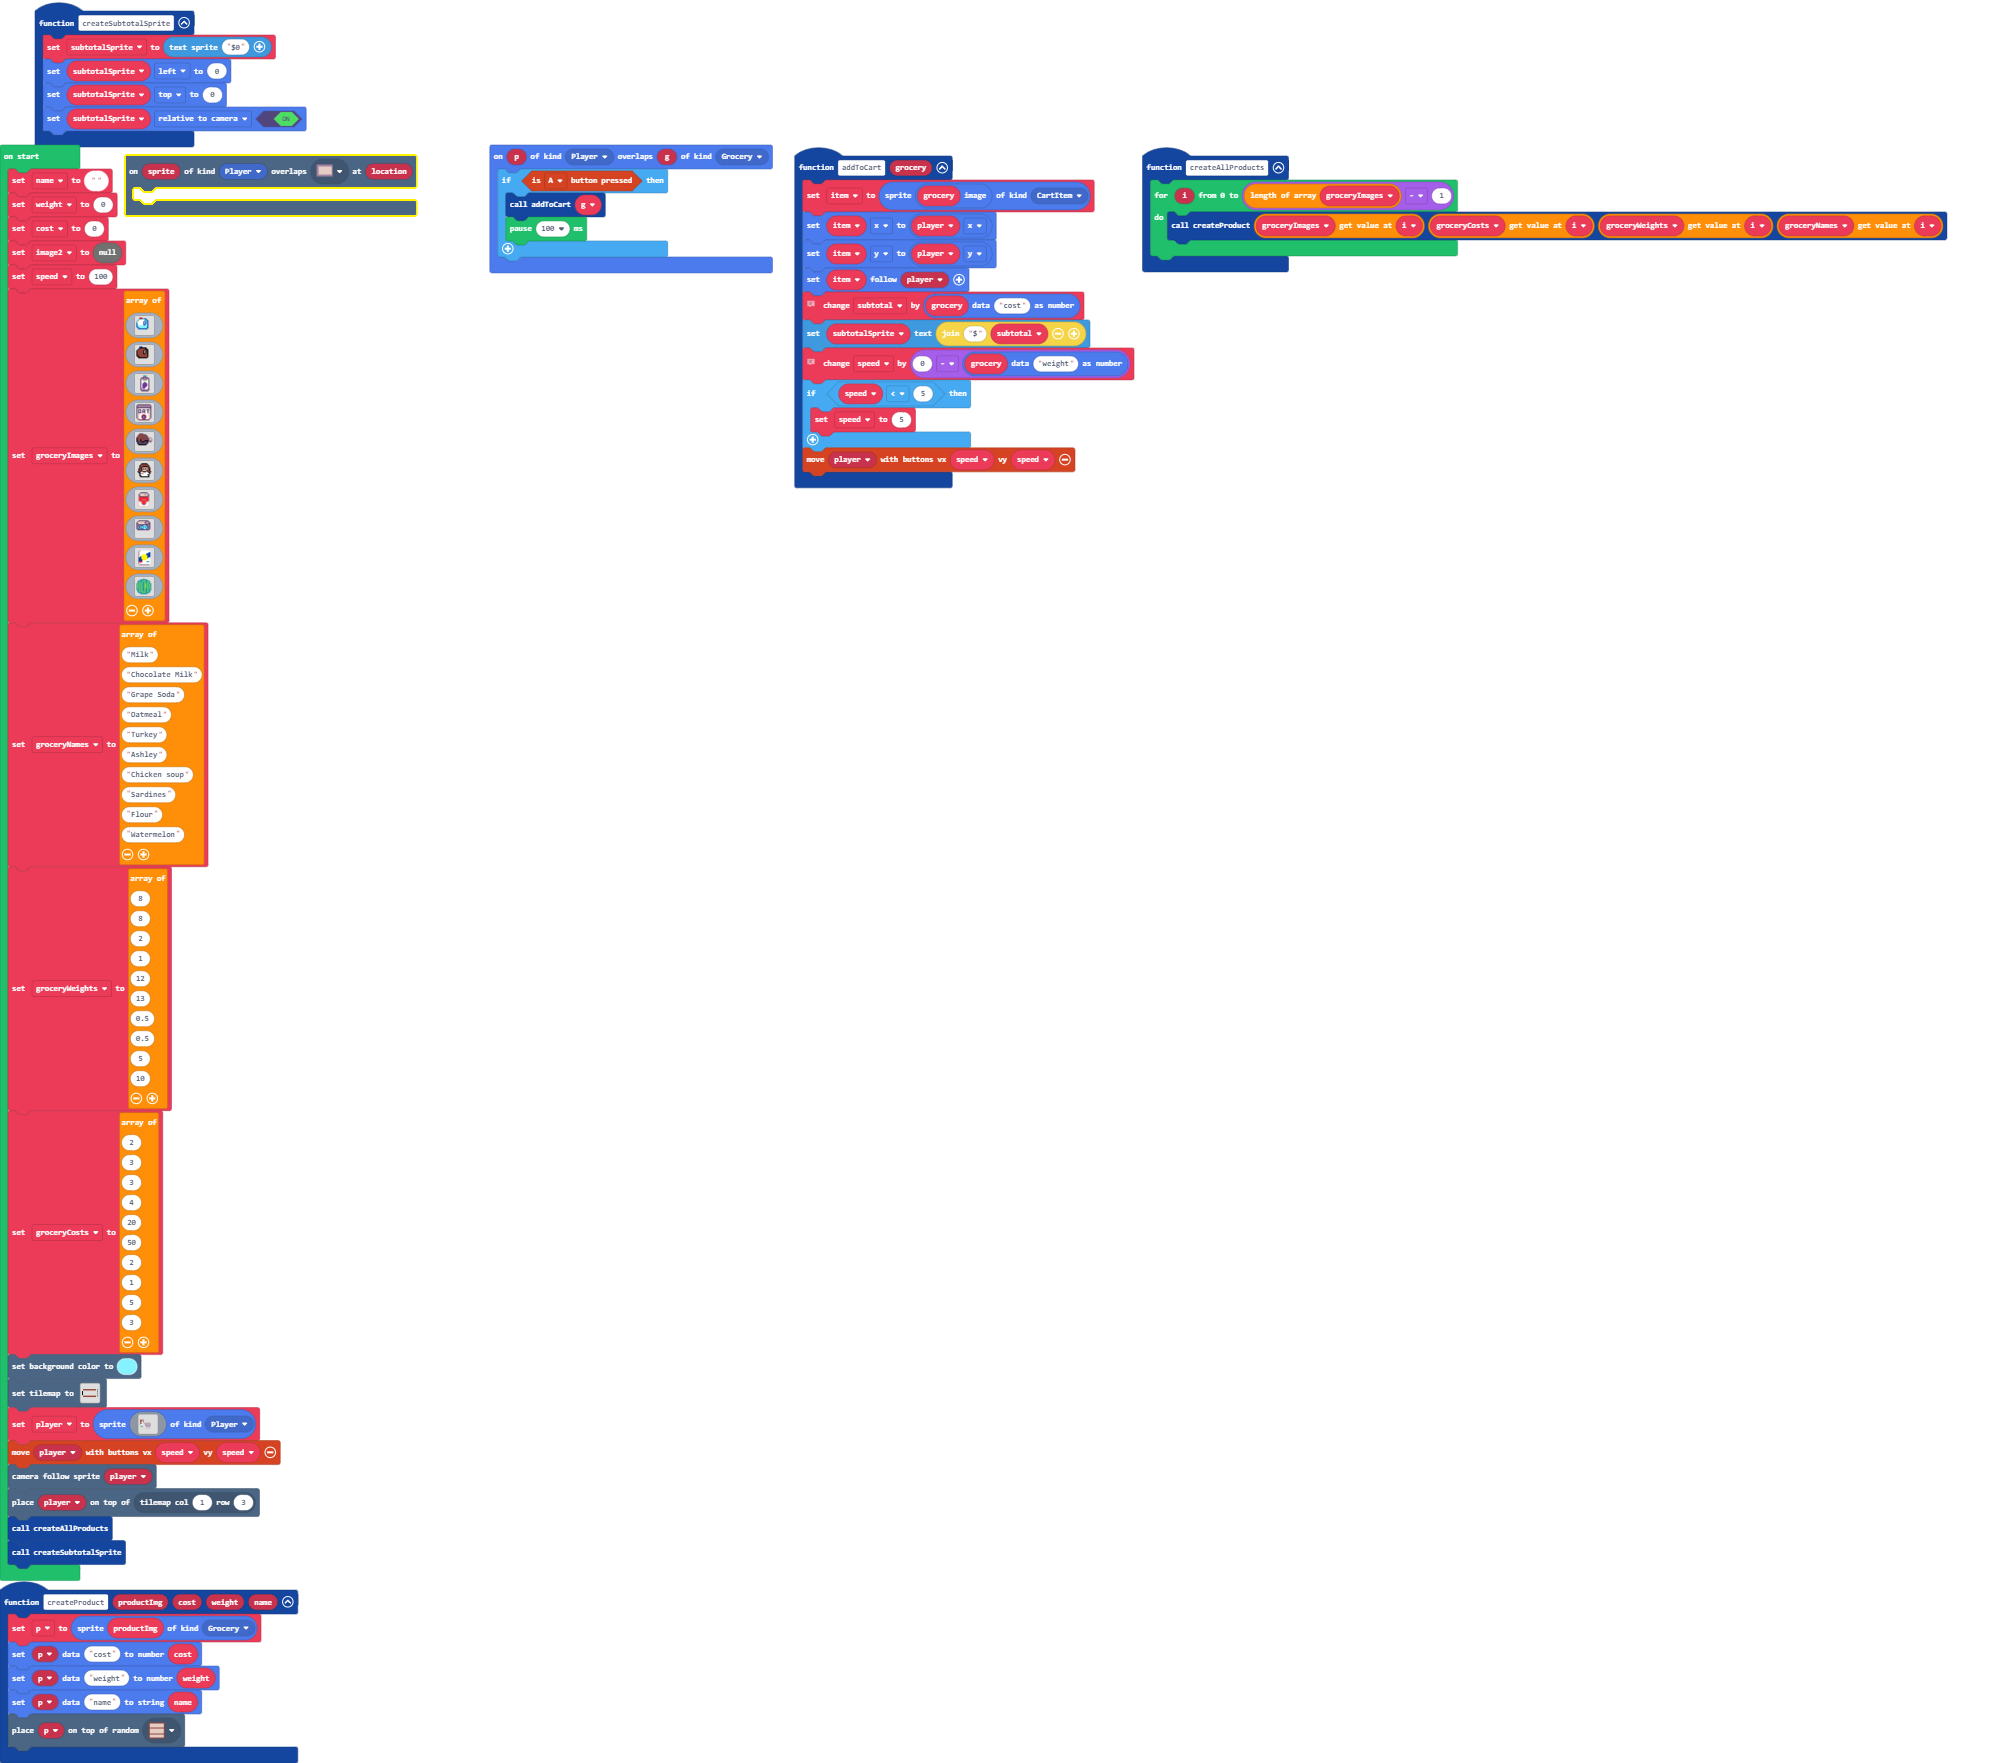 function createSubtotalSprite
set subtotalSprite to text sprite "$0"
set subtotalSprite left to 0
set subtotalSprite top to 0
set subtotalSprite relative to camera ON
on start
set name to ""
set weight to 0
set cost to 0
set image2 to null
set speed to 100
set groceryImages to array of
set groceryNames to array of
"Milk"
"Chocolate Milk"
"Grape Soda"
"Oatmeal"
"Turkey"
"Ashley"
"Chicken soup"
"Sardines"
"Flour"
"Watermelon"
set groceryWeights to array of
8
8
2
1
12
13
0.5
0.5
5
10
set groceryCosts to array of
2
3
3
4
20
50
2
1
5
3
set background color to
set tilemap to
set player to sprite of kind Player
move player with buttons vx speed vy speed
camera follow sprite player
place player on top of tilemap col 1 row 3
call createAllProducts
call createSubtotalSprite
on sprite of kind Player overlaps at location
on p of kind Player overlaps g of kind Grocery
if is A button pressed then
call addToCart g
pause 100 ms
function addToCart grocery
set item to sprite grocery image of kind CartItem
set item x to player x
set item y to player y
set item follow player
change subtotal by grocery data "cost" as number
set subtotalSprite text join "$" subtotal
change speed by 0 - grocery data "weight" as number
if speed < 5 then
set speed to 5
move player with buttons vx speed vy speed
function createAllProducts
for i from 0 to length of array groceryImages - 1
do call createProduct groceryImages get value at i groceryCosts get value at i groceryWeights get value at i groceryNames get value at i
function createProduct productImg cost weight name
set p to sprite productImg of kind Grocery
set p data "cost" to number cost
set p data "weight" to number weight
set p data "name" to string name
place p on top of random